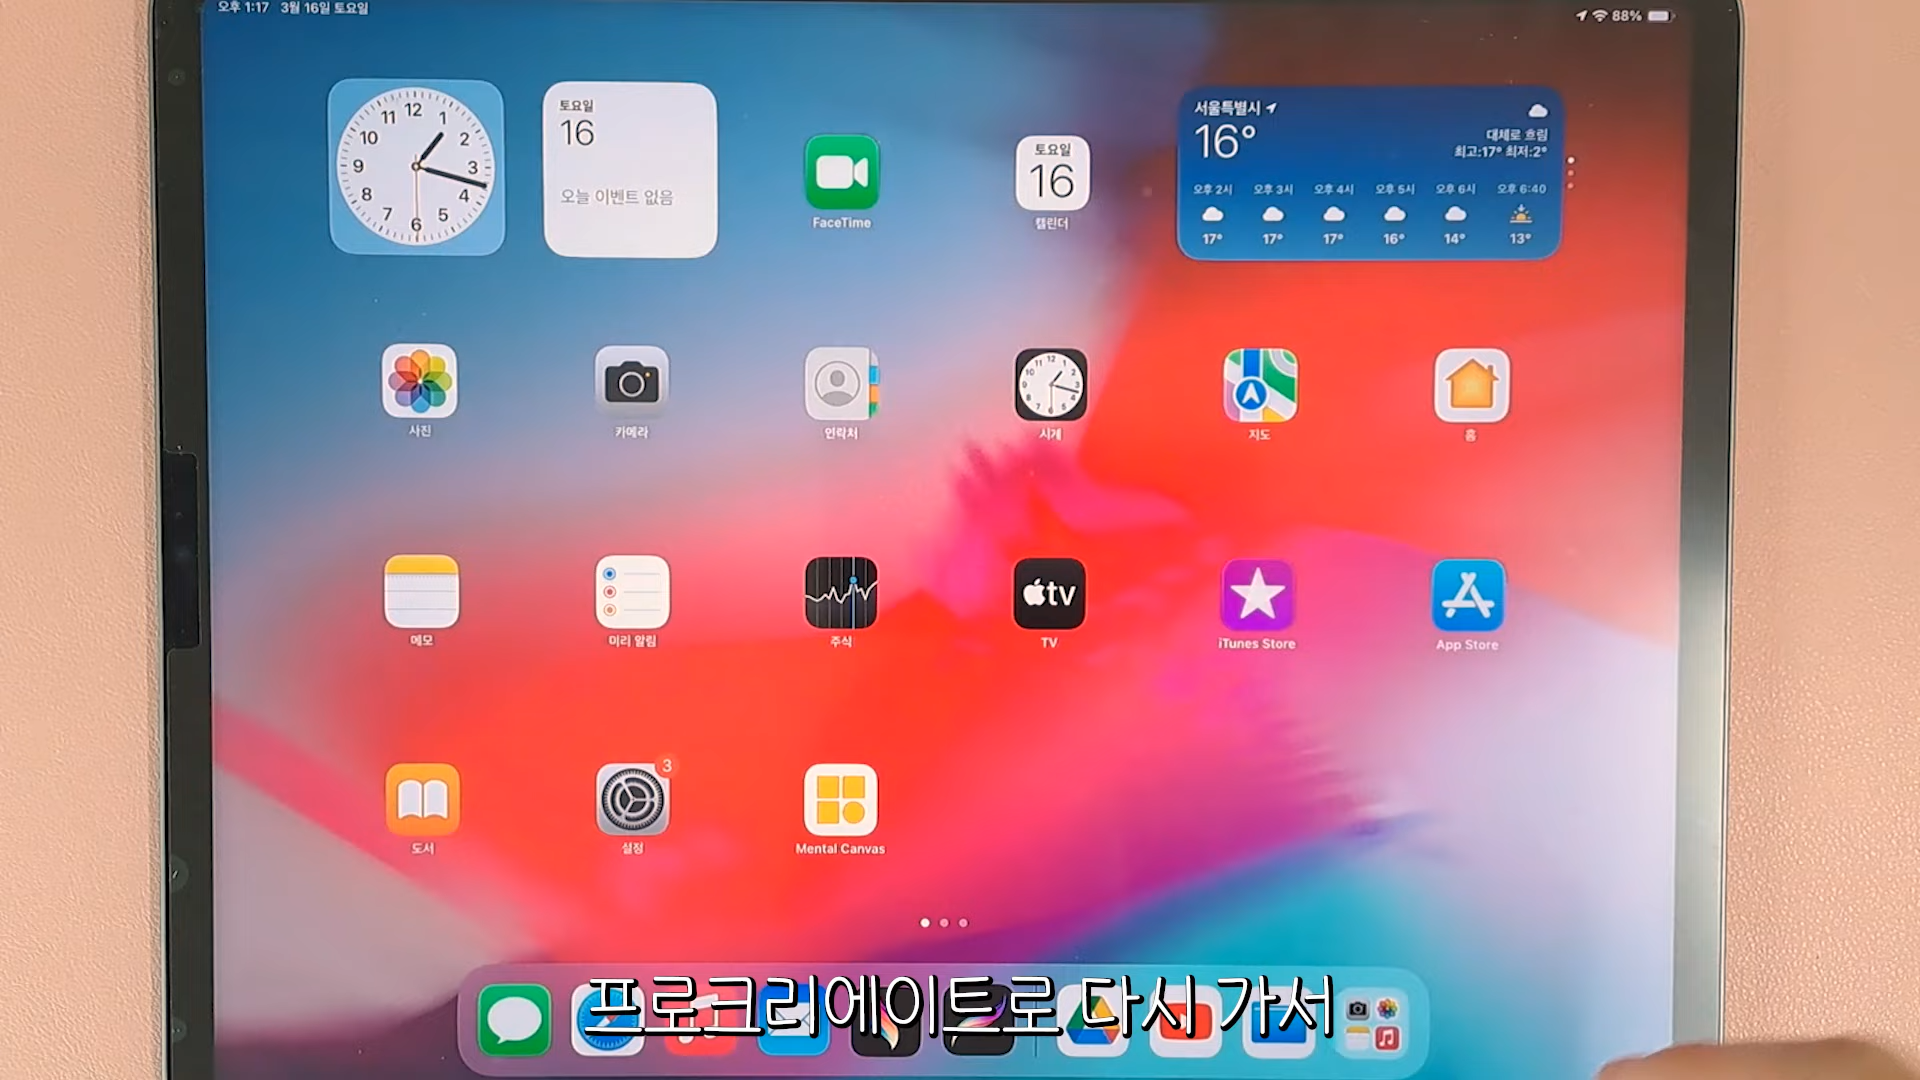 오후 1:17 3월 16일 토요일
88%
12
1
2
3
4
5
6
7
8
9
10
11
토요일
16
오늘 이벤트 없음
FaceTime
토요일
16
캘린더
서울특별시
16°
대체로 흐림
최고:17° 최저:2°
오후 2시 오후 3시 오후 4시 오후 5시 오후 6시 오후 6:40
17° 17° 17° 16° 14° 13°
사진
카메라
연락처
시계
지도
홈
메모
미리 알림
주식
tv
TV
iTunes Store
App Store
도서
3
설정
Mental Canvas
프로크리에이트로 다시 가서